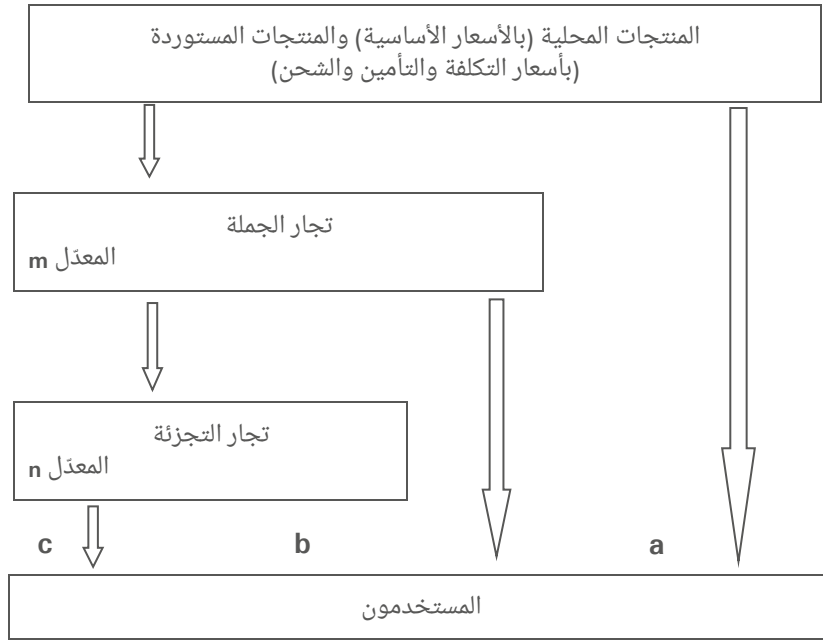 المنتجات المحلية (بالأسعار الأساسية) والمنتجات المستوردة
(بأسعار التكلفة والتأمين والشحن)
تجار الجملة
المعدّل m
تجار التجزئة
المعدّل n
a
b
c
المستخدمون